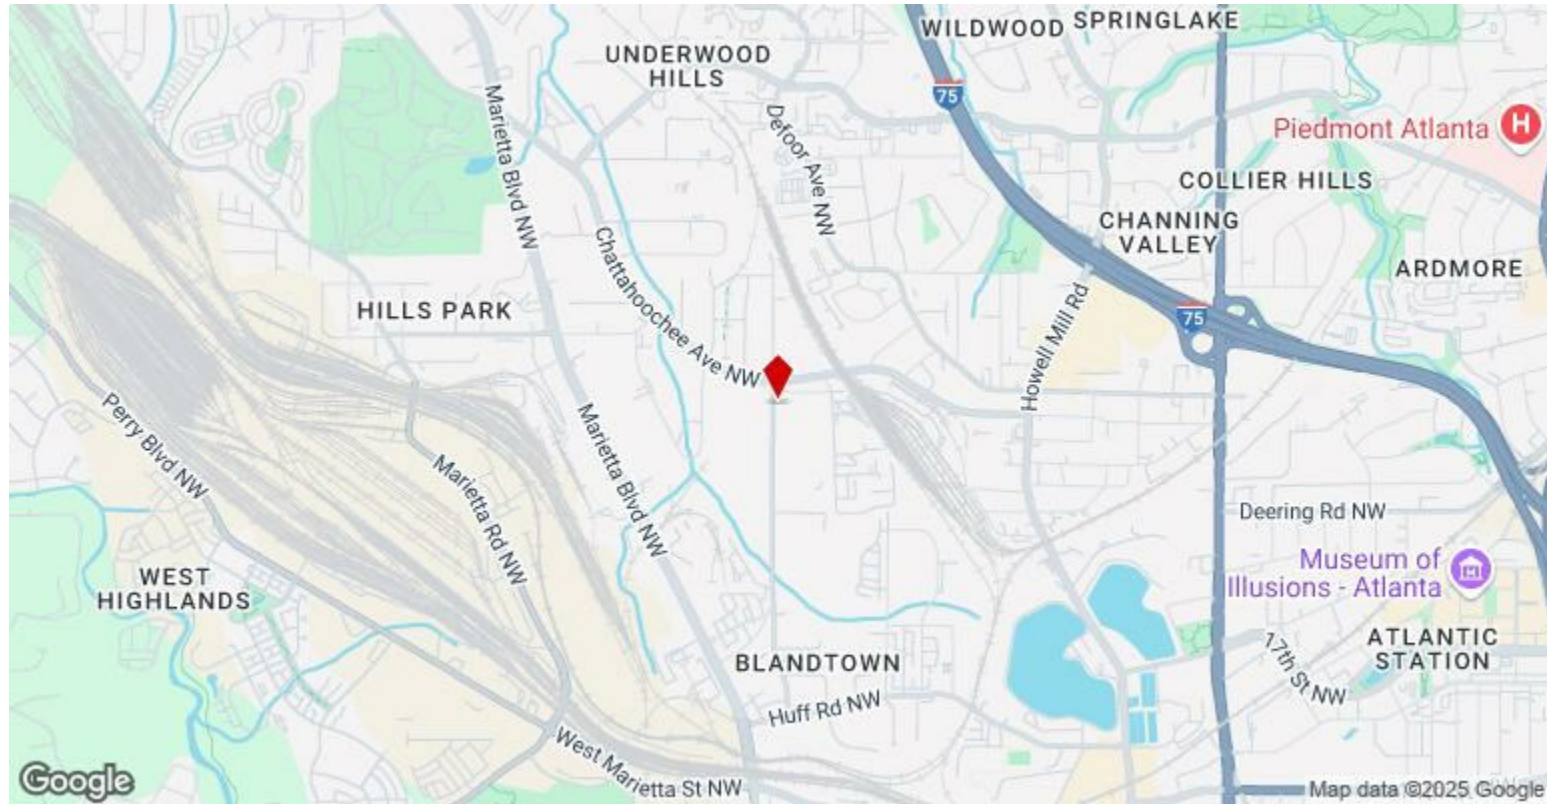 WILDWOOD
SPRINGLAKE
UNDERWOOD
HILLS
75
Marietta Blvd NW
Defoor Ave NW
Piedmont Atlanta
H
COLLIER HILLS
CHANNING
VALLEY
ARDMORE
Chattahoochee Ave NW
HILLS PARK
75
Howell Mill Rd
Perry Blvd NW
Marietta Blvd NW
Marietta Rd NW
Deering Rd NW
Museum of
Illusions - Atlanta
WEST
HIGHLANDS
ATLANTIC
STATION
17th St NW
BLANDTOWN
Huff Rd NW
West Marietta St NW
Google
Map data ©2025 Google